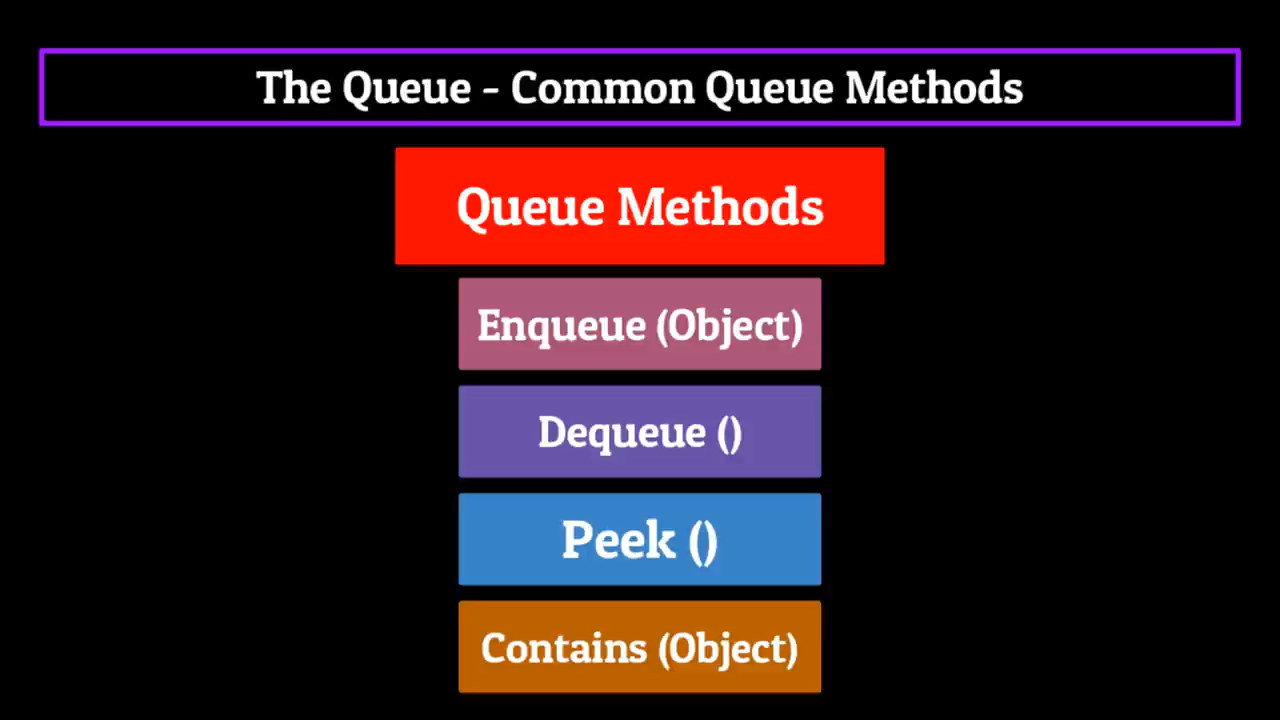 The Queue - Common Queue Methods
Queue Methods
Enqueue (Object)
Dequeue ()
Peek ()
Contains (Object)